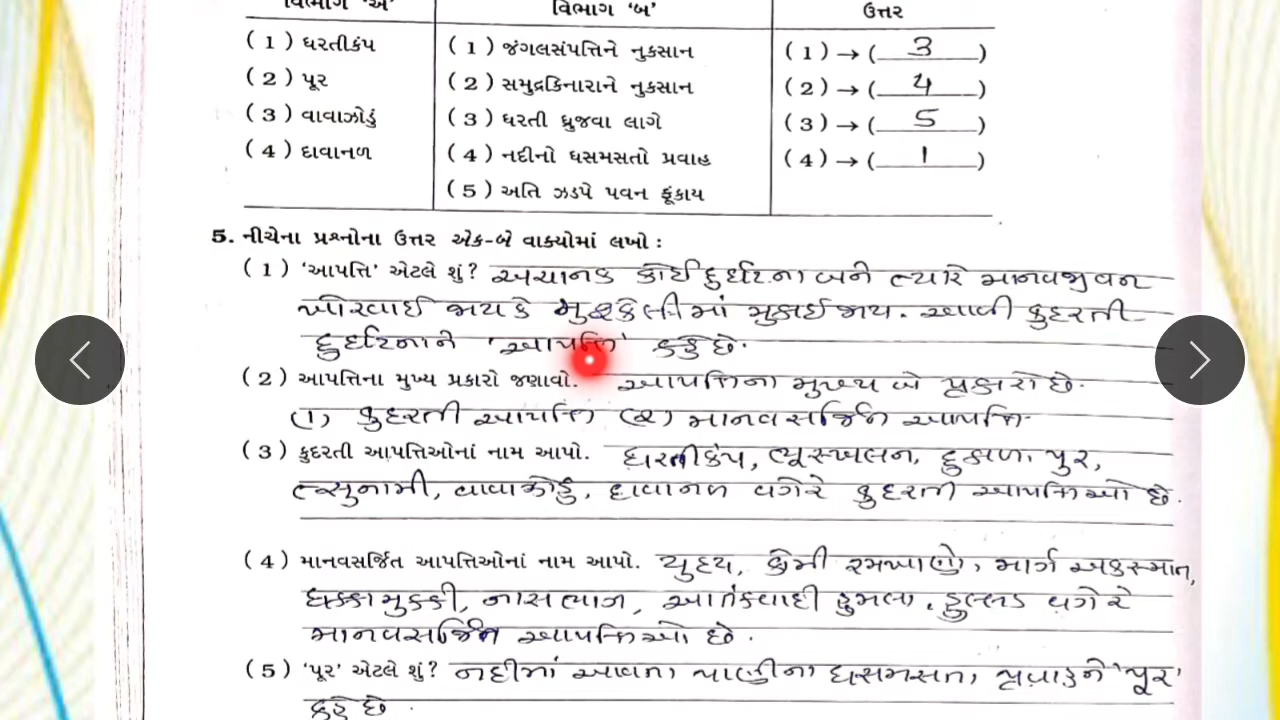 વિભાગ ‘અ’ વિભાગ ‘બ’ ઉત્તર
(1) ધરતીકંપ (1) જંગલસંપત્તિને નુકસાન (1) → ( 3 )
(2) પૂર (2) સમુદ્રકિનારાને નુકસાન (2) → ( 4 )
(3) વાવાઝોડું (3) ધરતી ધ્રુજવા લાગે (3) → ( 5 )
(4) દાવાનળ (4) નદીનો ધસમસતો પ્રવાહ (4) → ( 1 )
(5) અતિ ઝડપે પવન ફૂંકાય
5. નીચેના પ્રશ્નોના ઉત્તર એક-બે વાક્યોમાં લખો :
(1) ‘આપત્તિ’ એટલે શું? અચાનક કોઈ દુર્ઘટના બને ત્યારે માનવજીવન
ખોરવાઈ જાય કે મુશ્કેલીમાં મુકાઈ જાય. આવી કુદરતી
દુર્ઘટનાને ‘આપત્તિ’ કહે છે.
(2) આપત્તિના મુખ્ય પ્રકારો જણાવો. આપત્તિના મુખ્ય બે પ્રકારો છે.
(1) કુદરતી આપત્તિ (૨) માનવસર્જિત આપત્તિ
(3) કુદરતી આપત્તિઓનાં નામ આપો. ધરતીકંપ, ભૂસ્ખલન, દુકાળ, પુર,
ત્સુનામી, વાવાઝોડું, દાવાનળ વગેરે કુદરતી આપત્તિઓ છે.
(4) માનવસર્જિત આપત્તિઓનાં નામ આપો. યુદ્ધ, કોમી રમખાણો, માર્ગ અકસ્માત,
ધક્કામુક્કી, નાસભાગ, આતંકવાદી હુમલા, હુલ્લડ વગેરે
માનવસર્જિત આપત્તિઓ છે.
(5) ‘પૂર’ એટલે શું? નદીમાં આવતા પાણીના ધસમસતા પ્રવાહને ‘પૂર’
કહે છે.